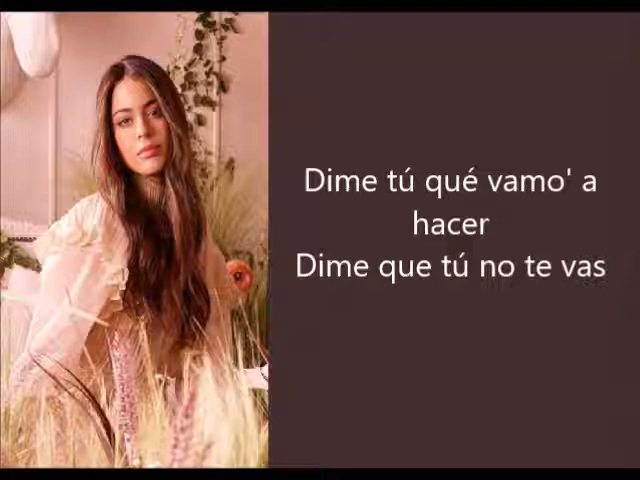 Dime tú qué vamo' a
hacer
Dime que tú no te vas